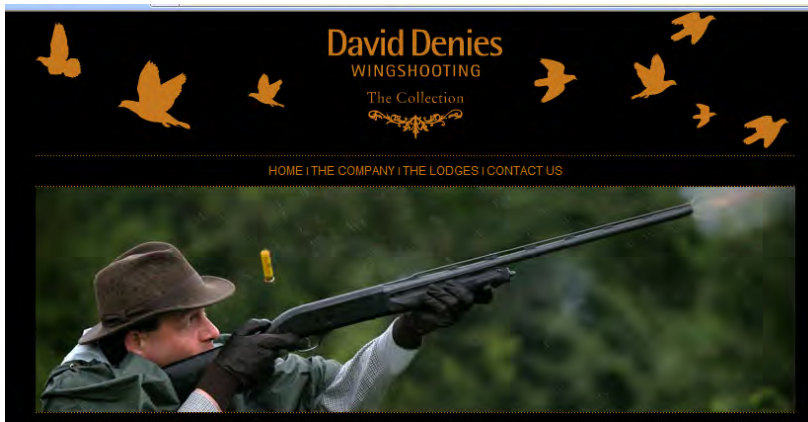 David Denies
WINGSHOOTING
The Collection
HOME | THE COMPANY | THE LODGES | CONTACT US